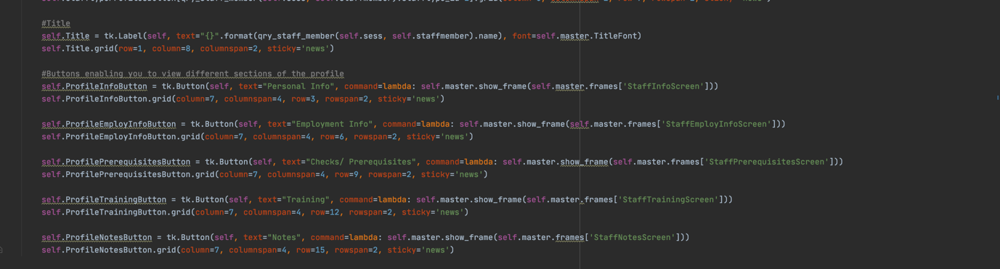 #Title
self.Title = tk.Label(self, text="{}".format(qry_staff_member(self.sess, self.staffmember).name), font=self.master.TitleFont)
self.Title.grid(row=1, column=8, columnspan=2, sticky='news')
#Buttons enabling you to view different sections of the profile
self.ProfileInfoButton = tk.Button(self, text="Personal Info", command=lambda: self.master.show_frame(self.master.frames['StaffInfoScreen']))
self.ProfileInfoButton.grid(column=7, columnspan=4, row=3, rowspan=2, sticky='news')
self.ProfileEmployInfoButton = tk.Button(self, text="Employment Info", command=lambda: self.master.show_frame(self.master.frames['StaffEmployInfoScreen']))
self.ProfileEmployInfoButton.grid(column=7, columnspan=4, row=6, rowspan=2, sticky='news')
self.ProfilePrerequisitesButton = tk.Button(self, text="Checks/ Prerequisites", command=lambda: self.master.show_frame(self.master.frames['StaffPrerequisitesScreen']))
self.ProfilePrerequisitesButton.grid(column=7, columnspan=4, row=9, rowspan=2, sticky='news')
self.ProfileTrainingButton = tk.Button(self, text="Training", command=lambda: self.master.show_frame(self.master.frames['StaffTrainingScreen']))
self.ProfileTrainingButton.grid(column=7, columnspan=4, row=12, rowspan=2, sticky='news')
self.ProfileNotesButton = tk.Button(self, text="Notes", command=lambda: self.master.show_frame(self.master.frames['StaffNotesScreen']))
self.ProfileNotesButton.grid(column=7, columnspan=4, row=15, rowspan=2, sticky='news')